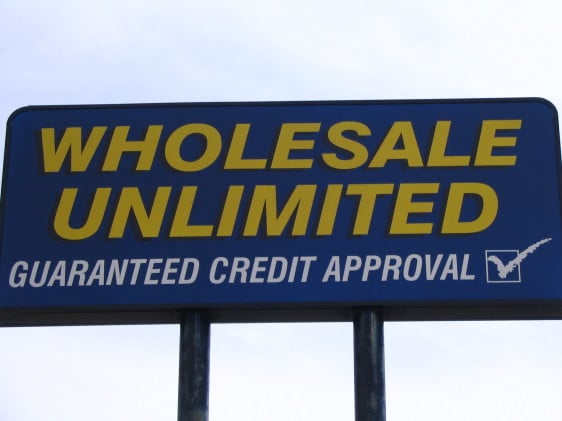 WHOLESALE
UNLIMITED
GUARANTEED CREDIT APPROVAL